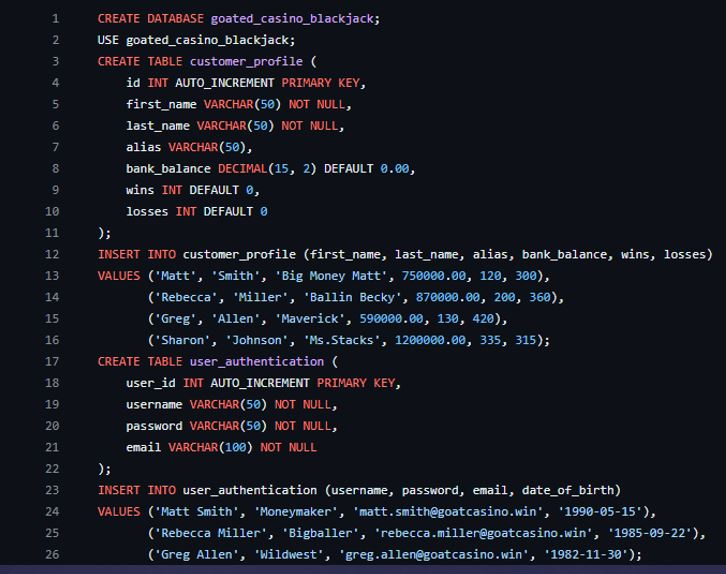 1 CREATE DATABASE goated_casino_blackjack;
2 USE goated_casino_blackjack;
3 CREATE TABLE customer_profile (
4 id INT AUTO_INCREMENT PRIMARY KEY,
5 first_name VARCHAR(50) NOT NULL,
6 last_name VARCHAR(50) NOT NULL,
7 alias VARCHAR(50),
8 bank_balance DECIMAL(15, 2) DEFAULT 0.00,
9 wins INT DEFAULT 0,
10 losses INT DEFAULT 0
11 );
12 INSERT INTO customer_profile (first_name, last_name, alias, bank_balance, wins, losses)
13 VALUES ('Matt', 'Smith', 'Big Money Matt', 750000.00, 120, 300),
14 ('Rebecca', 'Miller', 'Ballin Becky', 870000.00, 200, 360),
15 ('Greg', 'Allen', 'Maverick', 590000.00, 130, 420),
16 ('Sharon', 'Johnson', 'Ms.Stacks', 1200000.00, 335, 315);
17 CREATE TABLE user_authentication (
18 user_id INT AUTO_INCREMENT PRIMARY KEY,
19 username VARCHAR(50) NOT NULL,
20 password VARCHAR(50) NOT NULL,
21 email VARCHAR(100) NOT NULL
22 );
23 INSERT INTO user_authentication (username, password, email, date_of_birth)
24 VALUES ('Matt Smith', 'Moneymaker', 'matt.smith@goatcasino.win', '1990-05-15'),
25 ('Rebecca Miller', 'Bigballer', 'rebecca.miller@goatcasino.win', '1985-09-22'),
26 ('Greg Allen', 'Wildwest', 'greg.allen@goatcasino.win', '1982-11-30');